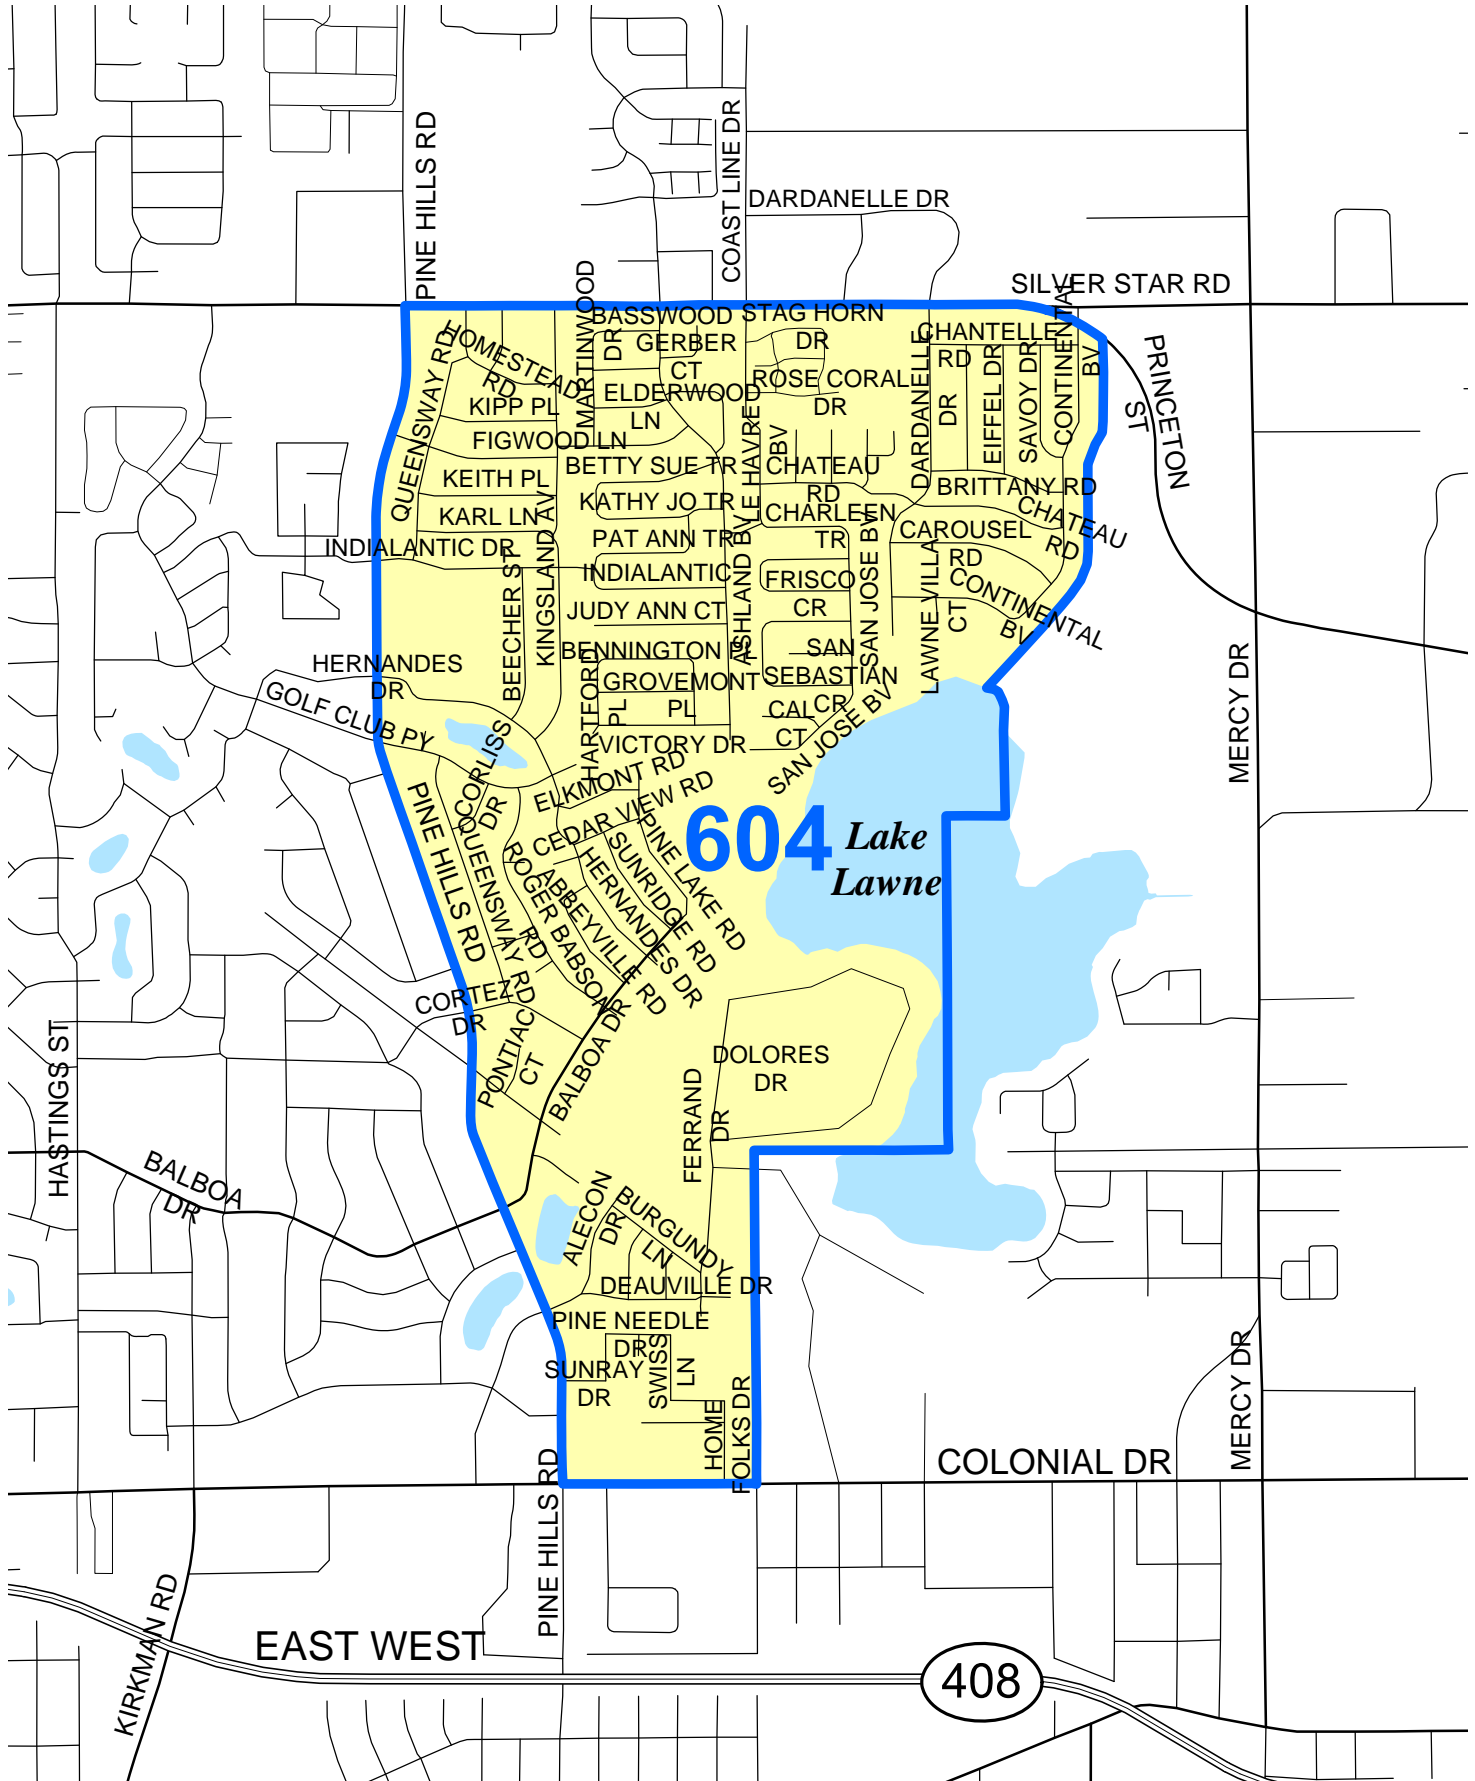 PINE HILLS RD
COAST LINE DR
DARDANELLE DR
SILVER STAR RD
PRINCETON
ST
MERCY DR
QUEENSWAY RD
HOMESTEAD
RD
KIPP PL
FIGWOOD LN
KEITH PL
KARL LN
INDIALANTIC DR
MARTINWOOD
DR
BASSWOOD
GERBER
CT
ELDERWOOD
LN
STAG HORN
DR
ROSE CORAL
DR
CHANTELLE
RD
DARDANELLE
DR
EIFFEL DR
SAVOY DR
CONTINENTAL
BV
BETTY SUE TR
KATHY JO TR
PAT ANN TR
INDIALANTIC
JUDY ANN CT
BENNINGTON PL
GROVEMONT
PL
VICTORY DR
HARTFORD
PL
BEECHER ST
KINGSLAND AV
ASHLAND BV
LE HAVRE
BV
CHATEAU
RD
CHARLEEN
TR
FRISCO
CR
SAN
SEBASTIAN
CR
CAL
CT
SAN JOSE BV
SAN JOSE BV
BRITTANY RD
CHATEAU
RD
CAROUSEL
RD
CONTINENTAL
BV
LAWNE VILLA
CT
HERNANDES
DR
GOLF CLUB PY
CORLISS
DR
ELKMONT RD
CEDAR VIEW RD
PINE HILLS RD
QUEENSWAY RD
ROGER BABSON
RD
ABBEYVILLE RD
HERNANDES DR
SUNRIDGE RD
PINE LAKE RD
604
Lake
Lawne
CORTEZ
DR
PONTIAC
CT
BALBOA DR
DOLORES
DR
FERRAND
DR
HASTINGS ST
BALBOA
DR
ALECON
DR
BURGUNDY
LN
DEAUVILLE DR
PINE NEEDLE
DR
SUNRAY
DR
SWISS
LN
HOME
FOLKS DR
MERCY DR
COLONIAL DR
PINE HILLS RD
KIRKMAN RD
EAST WEST
408